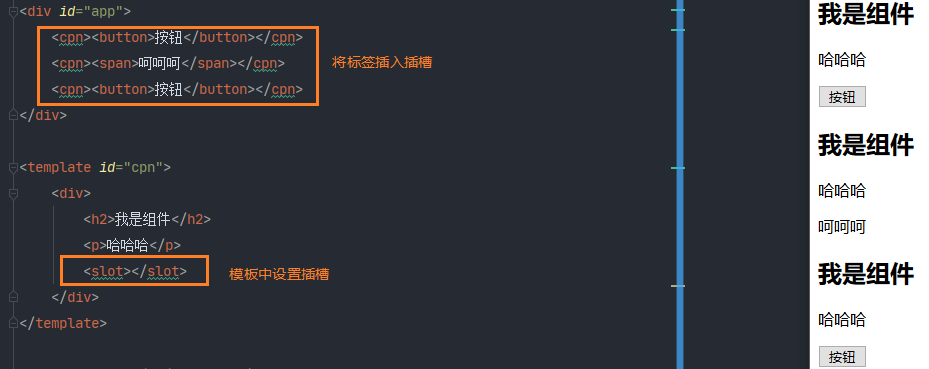 <div id="app">
<cpn><button>按钮</button></cpn>
<cpn><span>呵呵呵</span></cpn>
<cpn><button>按钮</button></cpn>
将标签插入插槽
</div>
<template id="cpn">
<div>
<h2>我是组件</h2>
<p>哈哈哈</p>
<slot></slot>
模板中设置插槽
</div>
</template>
我是组件
哈哈哈
按钮
我是组件
哈哈哈
呵呵呵
我是组件
哈哈哈
按钮